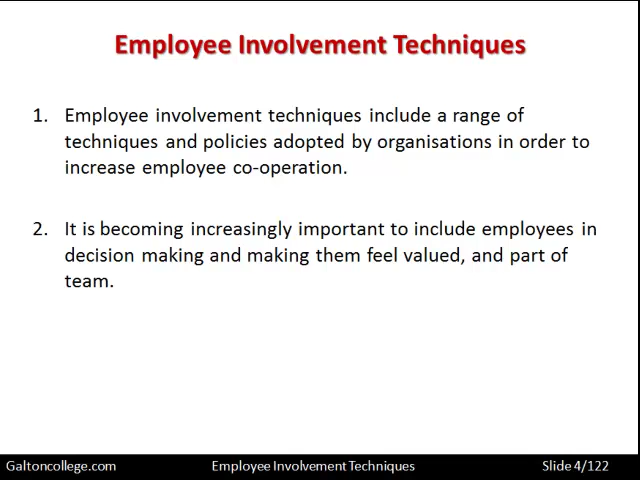 Employee Involvement Techniques
1. Employee involvement techniques include a range of
techniques and policies adopted by organisations in order to
increase employee co-operation.
2. It is becoming increasingly important to include employees in
decision making and making them feel valued, and part of
team.
Galtoncollege.com Employee Involvement Techniques Slide 4/122